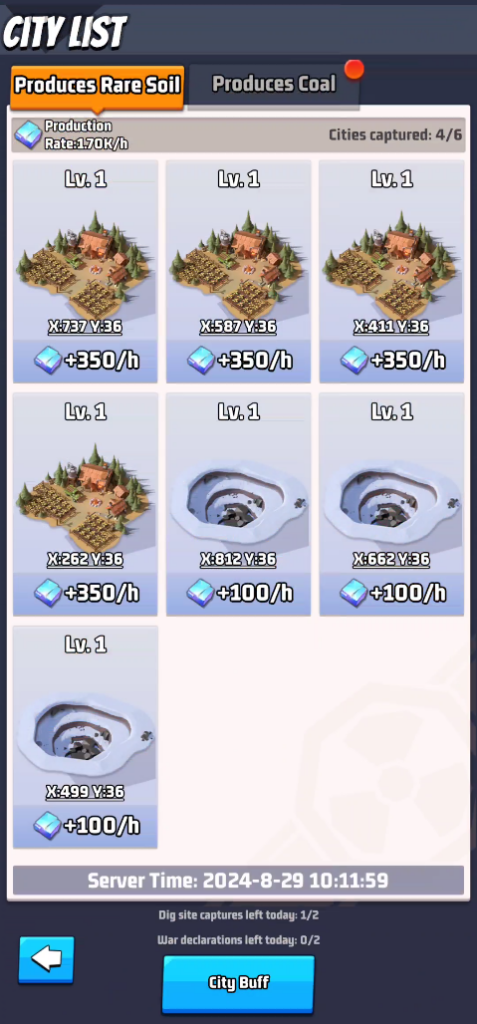 CITY LIST
Produces Rare Soil
Produces Coal
Production
Rate:1.70K/h
Cities captured: 4/6
Lv. 1
Lv. 1
Lv. 1
X:737 Y:36
X:587 Y:36
X:411 Y:36
+350/h
+350/h
+350/h
Lv. 1
Lv. 1
Lv. 1
X:262 Y:36
X:812 Y:36
X:662 Y:36
+350/h
+100/h
+100/h
Lv. 1
X:499 Y:36
+100/h
Server Time: 2024-8-29 10:11:59
Dig site captures left today: 1/2
War declarations left today: 0/2
City Buff